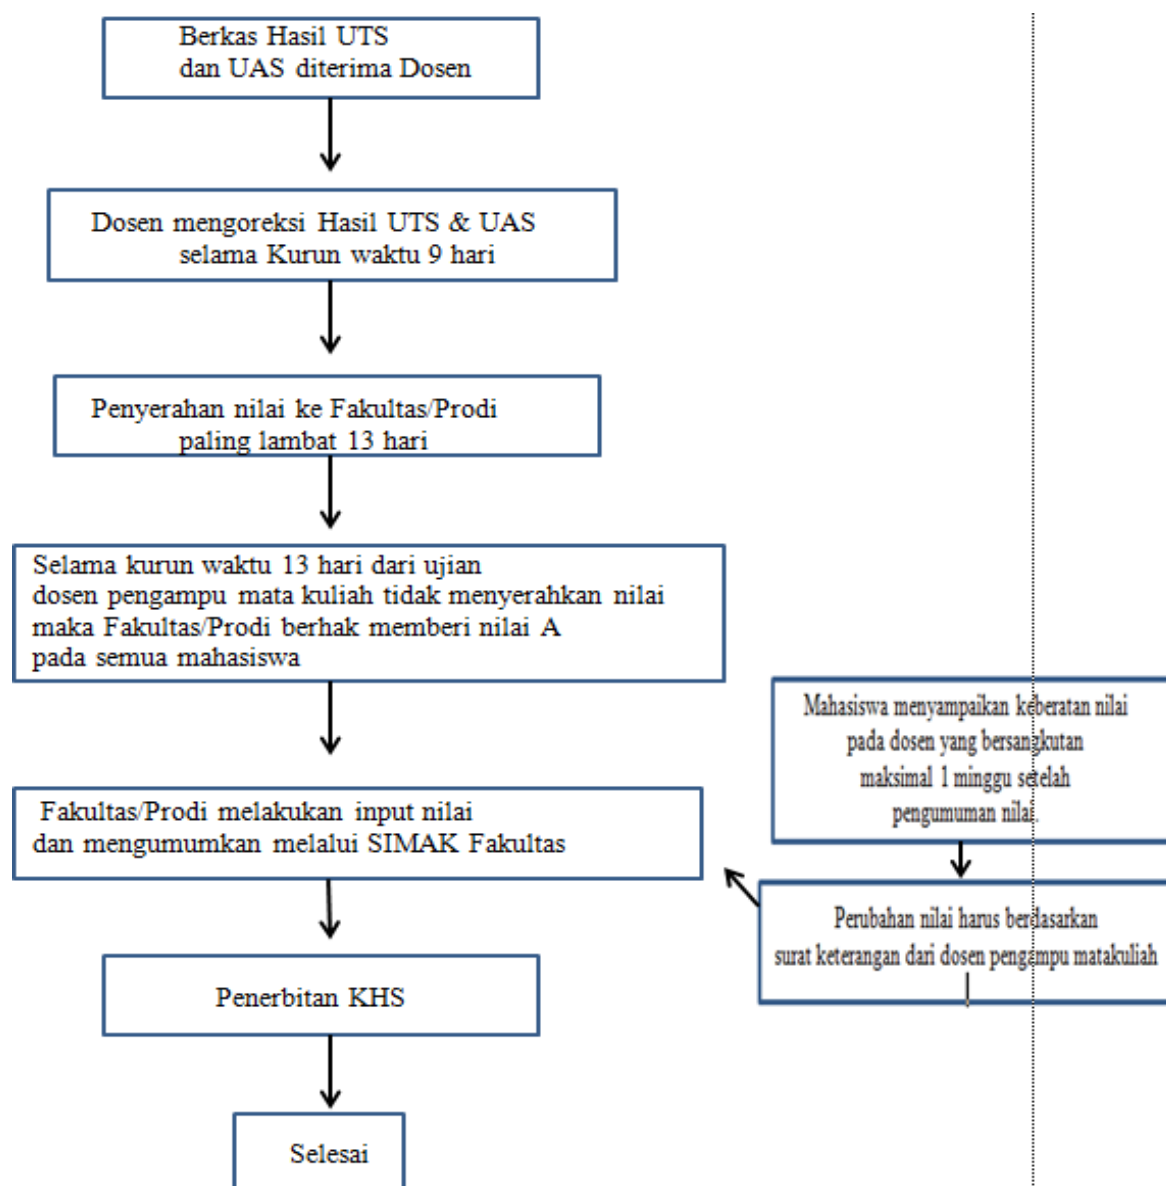 Berkas Hasil UTS
dan UAS diterima Dosen
Dosen mengoreksi Hasil UTS & UAS
selama Kurun waktu 9 hari
Penyerahan nilai ke Fakultas/Prodi
paling lambat 13 hari
Selama kurun waktu 13 hari dari ujian
dosen pengampu mata kuliah tidak menyerahkan nilai
maka Fakultas/Prodi berhak memberi nilai A
pada semua mahasiswa
Fakultas/Prodi melakukan input nilai
dan mengumumkan melalui SIMAK Fakultas
Mahasiswa menyampaikan keberatan nilai
pada dosen yang bersangkutan
maksimal 1 minggu setelah
pengumuman nilai.
Perubahan nilai harus berdasarkan
surat keterangan dari dosen pengampu matakuliah
Penerbitan KHS
Selesai